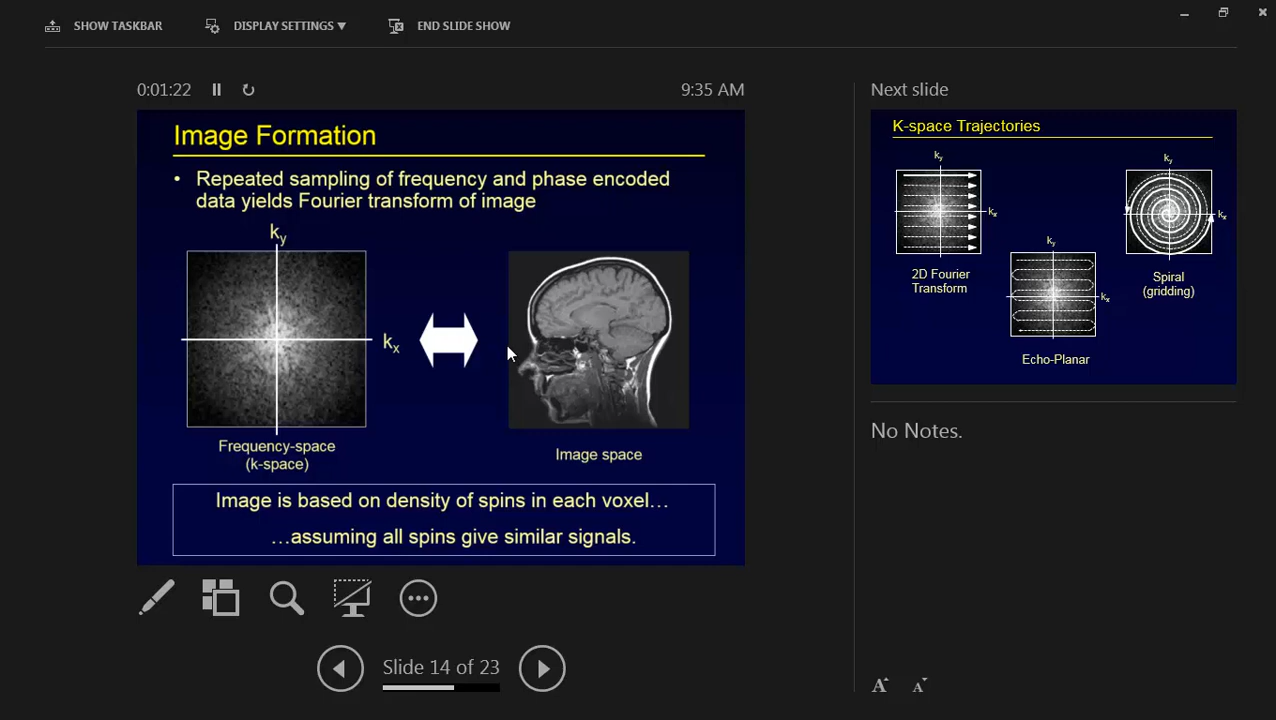 SHOW TASKBAR
DISPLAY SETTINGS ▼
END SLIDE SHOW
0:01:22
9:35 AM
Image Formation
• Repeated sampling of frequency and phase encoded
data yields Fourier transform of image
ky
kx
Frequency-space
(k-space)
Image space
Image is based on density of spins in each voxel…
…assuming all spins give similar signals.
Slide 14 of 23
Next slide
K-space Trajectories
ky
kx
2D Fourier
Transform
ky
kx
Echo-Planar
ky
kx
Spiral
(gridding)
No Notes.
A
A